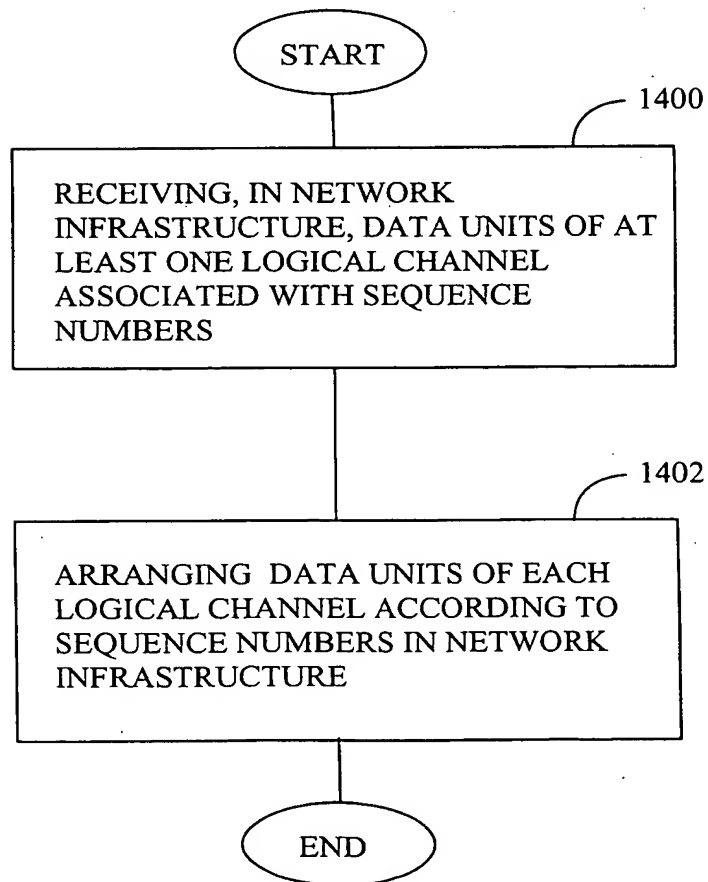 START
1400
RECEIVING, IN NETWORK
INFRASTRUCTURE, DATA UNITS OF AT
LEAST ONE LOGICAL CHANNEL
ASSOCIATED WITH SEQUENCE
NUMBERS
1402
ARRANGING DATA UNITS OF EACH
LOGICAL CHANNEL ACCORDING TO
SEQUENCE NUMBERS IN NETWORK
INFRASTRUCTURE
END